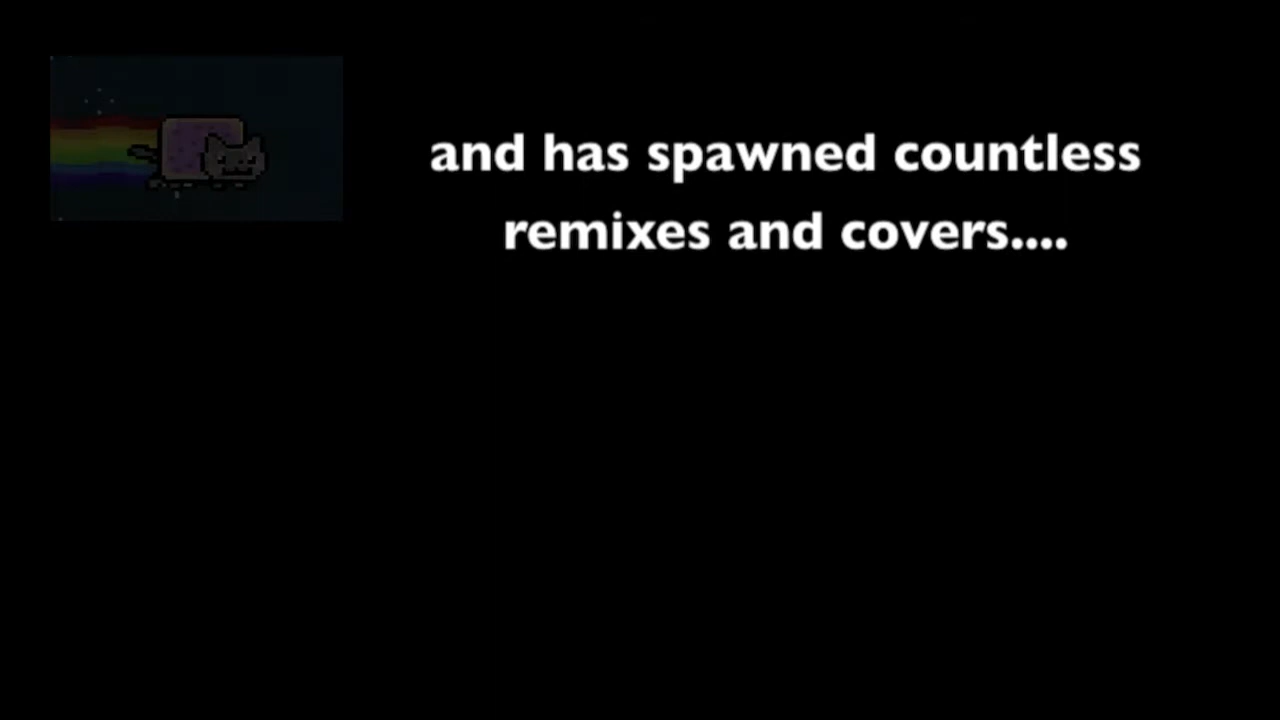 and has spawned countless
remixes and covers....